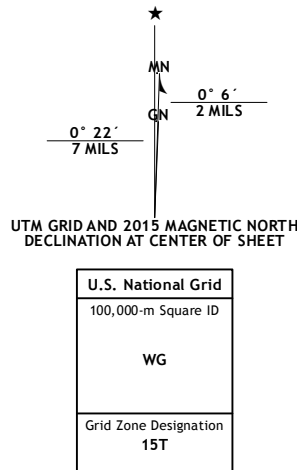 ★
MN
GN
0° 6´
2 MILS
0° 22´
7 MILS
UTM GRID AND 2015 MAGNETIC NORTH
DECLINATION AT CENTER OF SHEET
U.S. National Grid
100,000-m Square ID
WG
Grid Zone Designation
15T